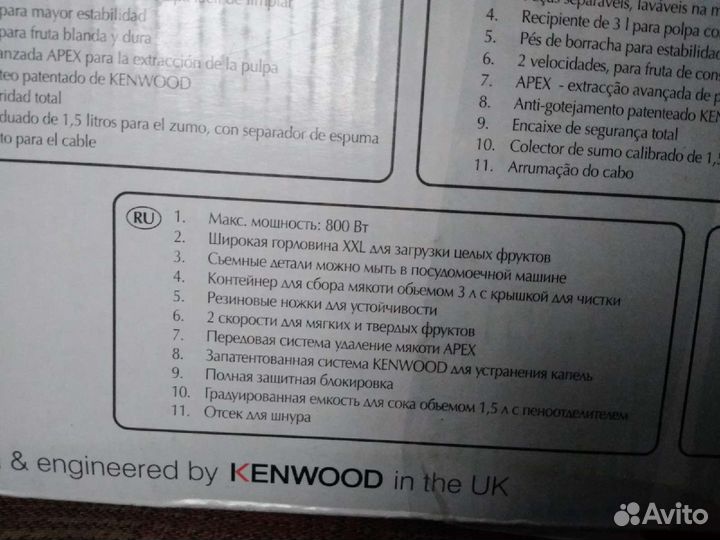 para mayor estabilidad
para fruta blanda y dura
anzada APEX para la extracción de la pulpa
teo patentado de KENWOOD
ridad total
duado de 1,5 litros para el zumo, con separador de espuma
to para el cable
separáveis, laváveis na m
4. Recipiente de 3 l para polpa co
5. Pés de borracha para estabilidad
6. 2 velocidades, para fruta de con
7. APEX - extracção avançada de p
8. Anti-gotejamento patenteado KEN
9. Encaixe de segurança total
10. Colector de sumo calibrado de 1,5
11. Arrumação do cabo
RU
1. Макс. мощность: 800 Вт
2. Широкая горловина XXL для загрузки целых фруктов
3. Съемные детали можно мыть в посудомоечной машине
4. Контейнер для сбора мякоти объемом 3 л с крышкой для чистки
5. Резиновые ножки для устойчивости
6. 2 скорости для мягких и твердых фруктов
7. Передовая система удаление мякоти APEX
8. Запатентованная система KENWOOD для устранения капель
9. Полная защитная блокировка
10. Градуированная емкость для сока объемом 1,5 л с пеноотделителем
11. Отсек для шнура
& engineered by KENWOOD in the UK
Avito